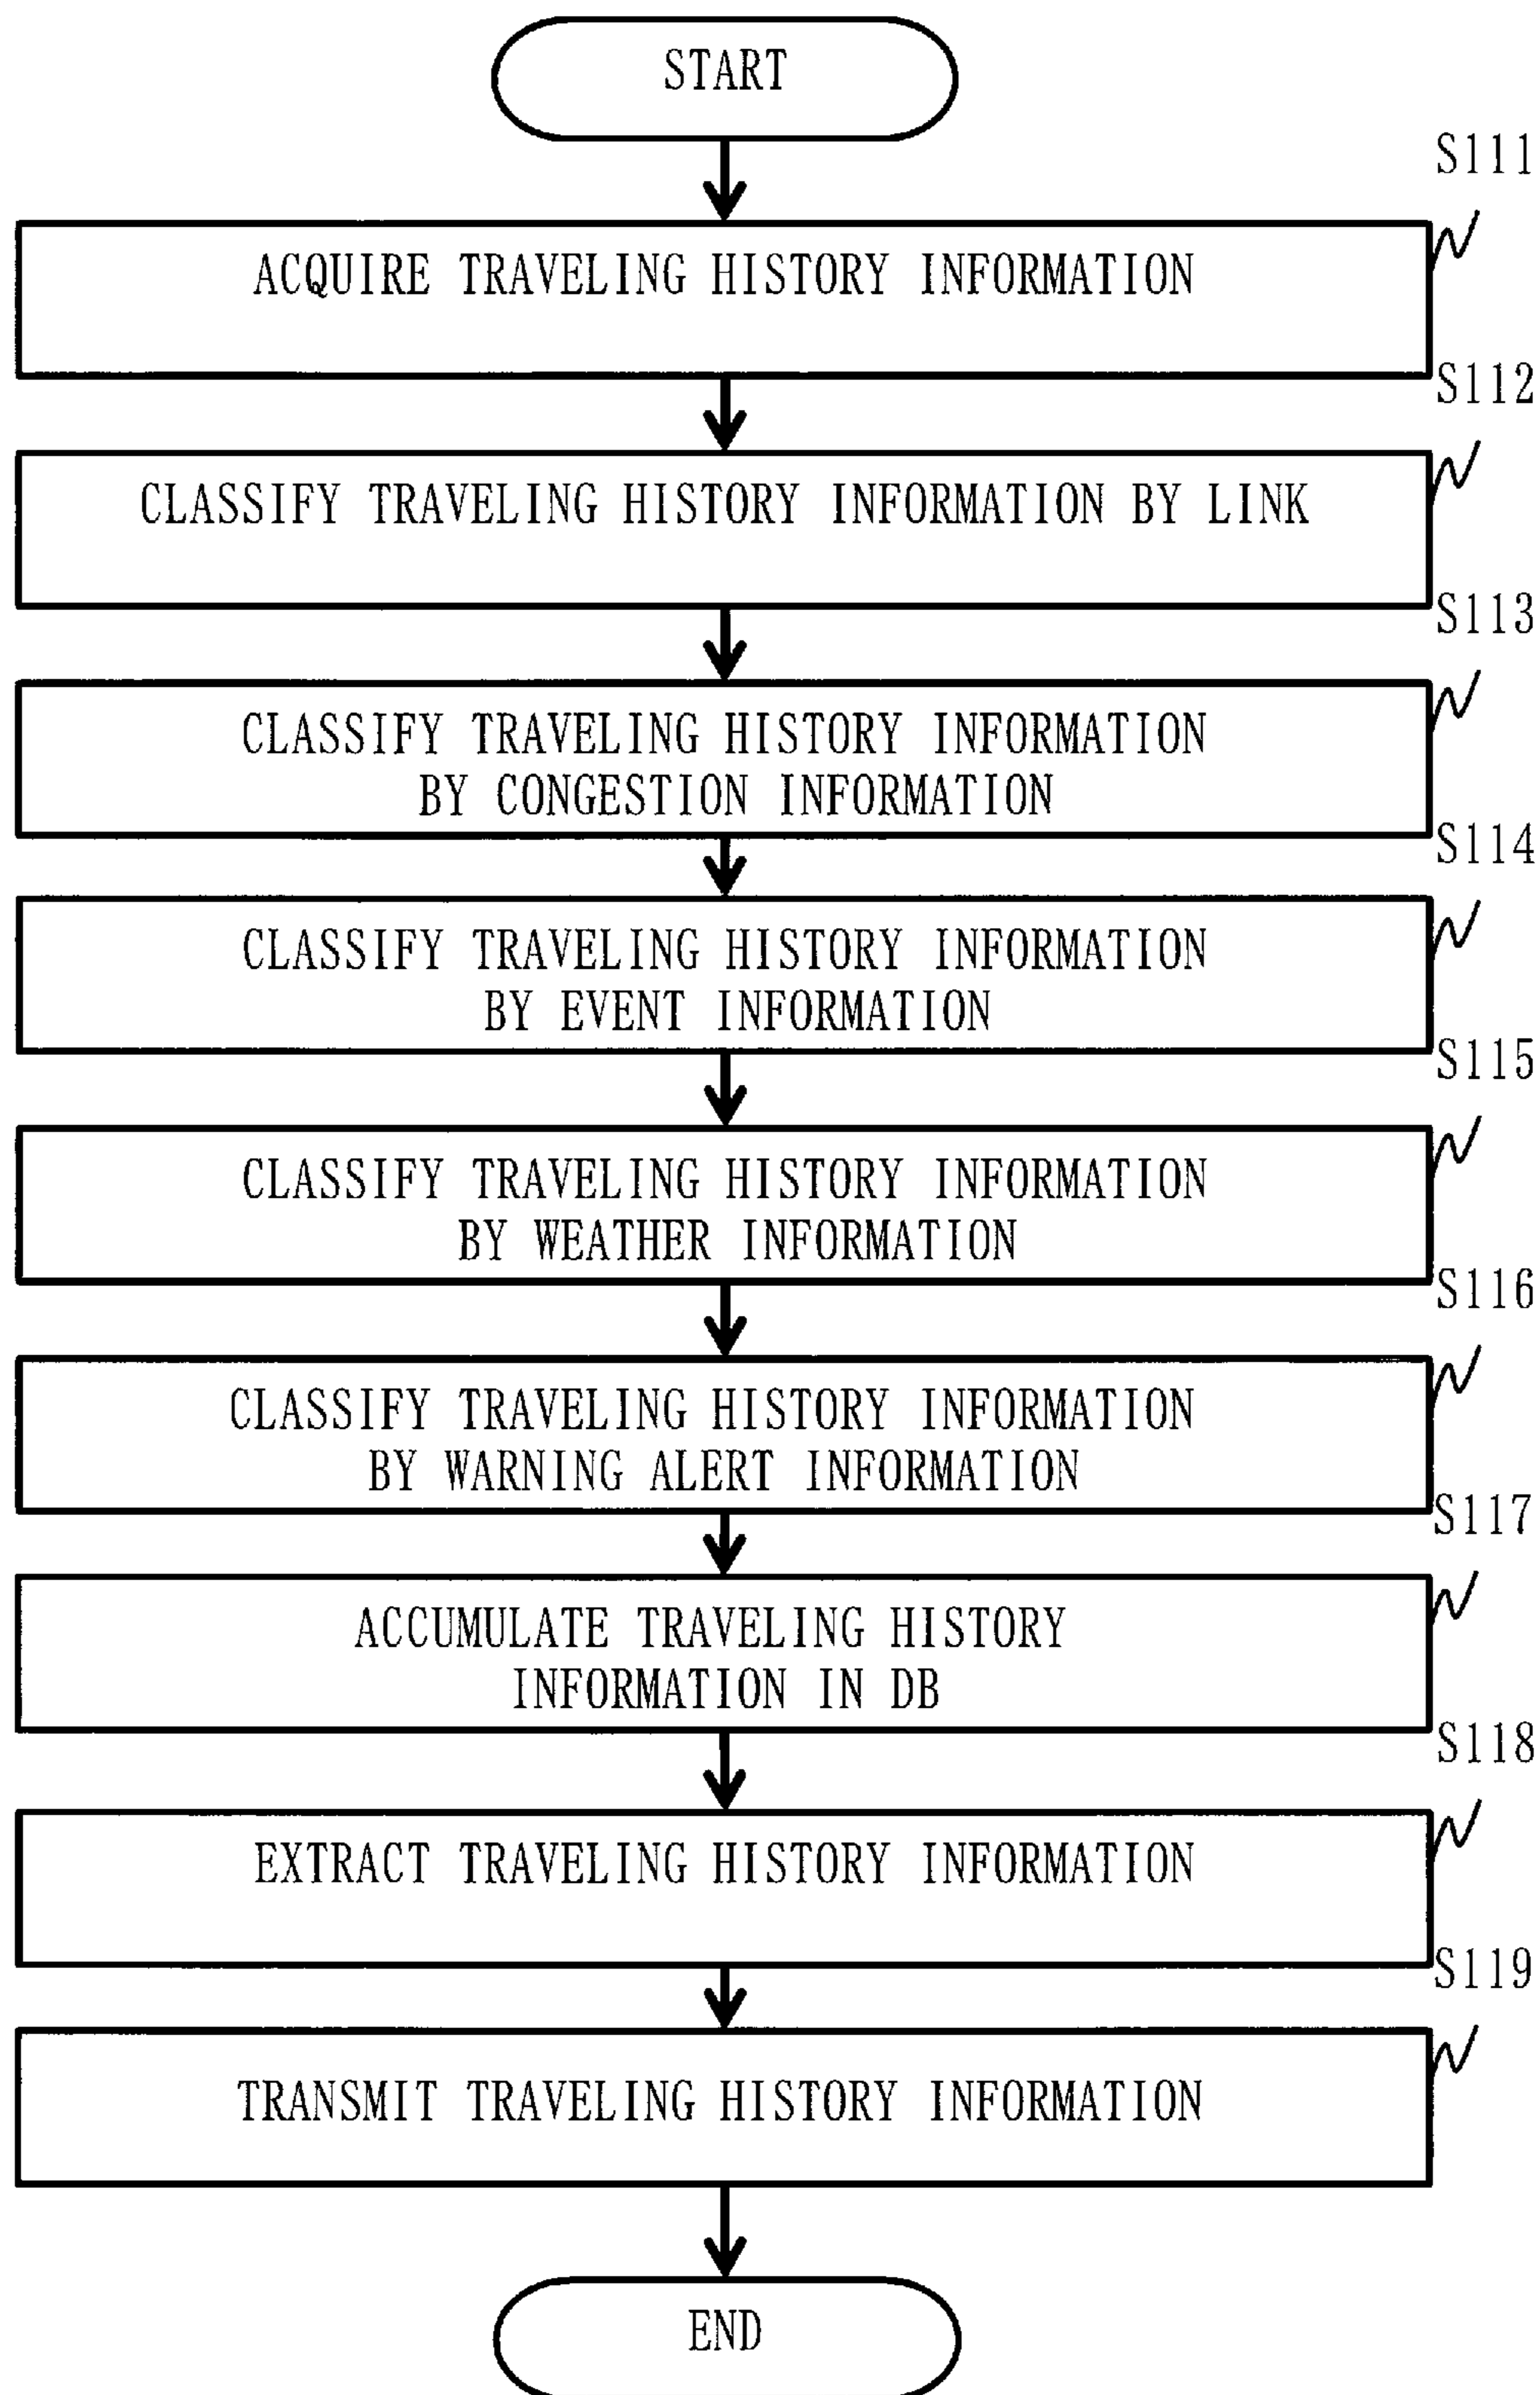 START
S111
ACQUIRE TRAVELING HISTORY INFORMATION
S112
CLASSIFY TRAVELING HISTORY INFORMATION BY LINK
S113
CLASSIFY TRAVELING HISTORY INFORMATION
BY CONGESTION INFORMATION
S114
CLASSIFY TRAVELING HISTORY INFORMATION
BY EVENT INFORMATION
S115
CLASSIFY TRAVELING HISTORY INFORMATION
BY WEATHER INFORMATION
S116
CLASSIFY TRAVELING HISTORY INFORMATION
BY WARNING ALERT INFORMATION
S117
ACCUMULATE TRAVELING HISTORY
INFORMATION IN DB
S118
EXTRACT TRAVELING HISTORY INFORMATION
S119
TRANSMIT TRAVELING HISTORY INFORMATION
END